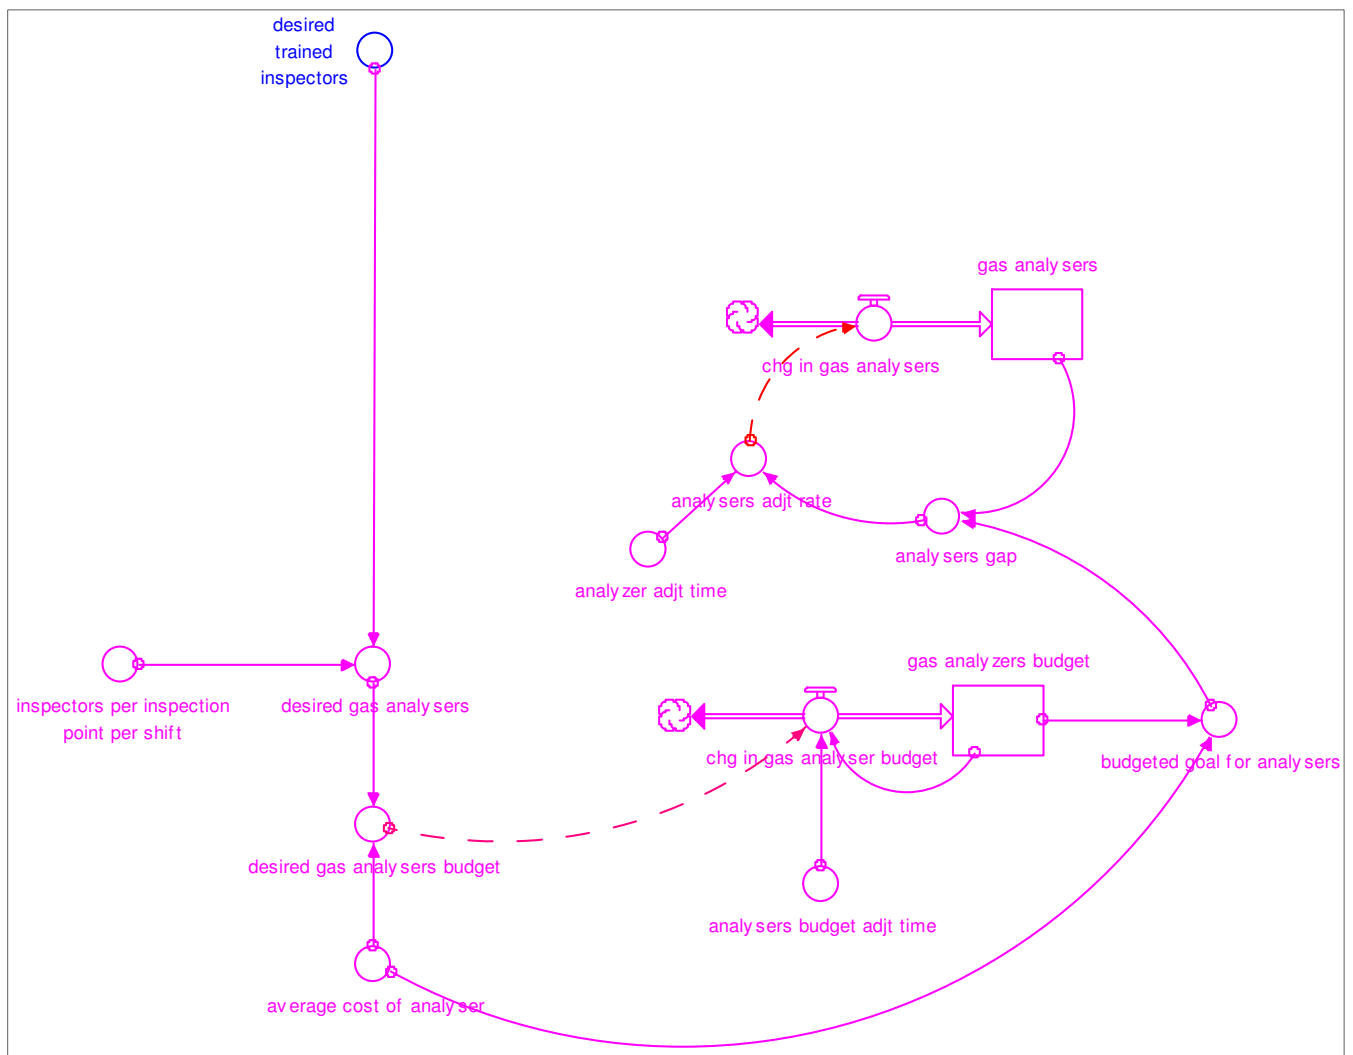 desired
trained
inspectors
gas analysers
chg in gas analysers
analysers adjt rate
analysers gap
analyzer adjt time
gas analyzers budget
inspectors per inspection
point per shift
desired gas analysers
chg in gas analyser budget
budgeted goal for analysers
desired gas analysers budget
analysers budget adjt time
average cost of analyser